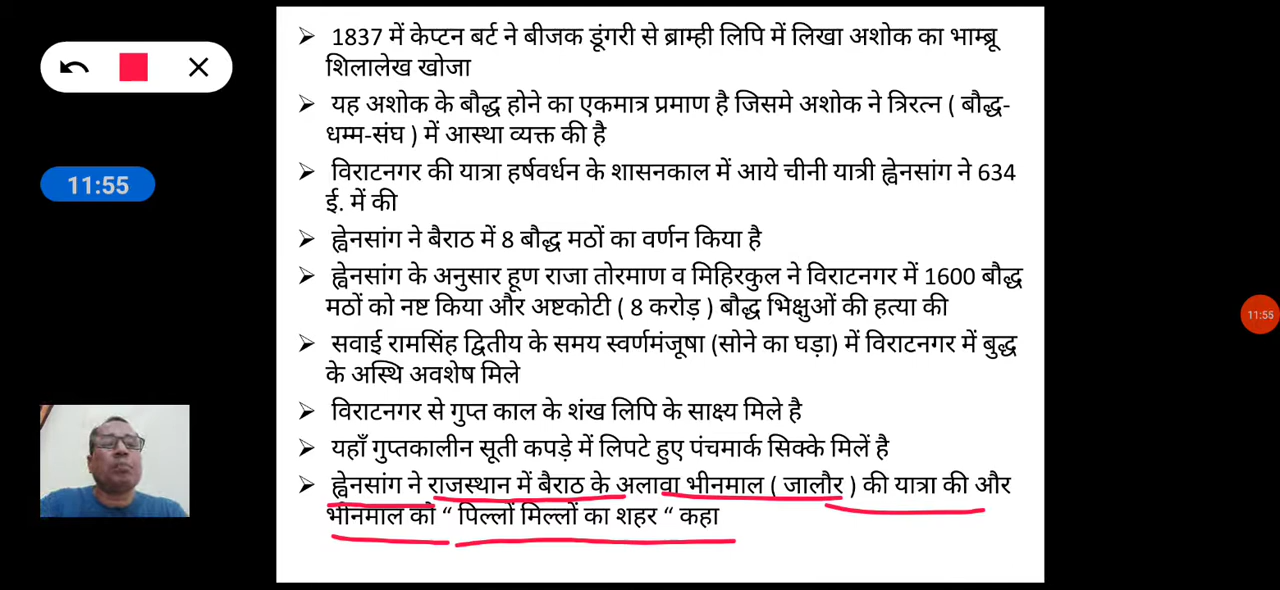 ➢ 1837 में केप्टन बर्ट ने बीजक डूंगरी से ब्राम्ही लिपि में लिखा अशोक का भाम्ब्रू
शिलालेख खोजा
➢ यह अशोक के बौद्ध होने का एकमात्र प्रमाण है जिसमे अशोक ने त्रिरत्न ( बौद्ध-
धम्म-संघ ) में आस्था व्यक्त की है
➢ विराटनगर की यात्रा हर्षवर्धन के शासनकाल में आये चीनी यात्री ह्वेनसांग ने 634
ई. में की
11:55
➢ ह्वेनसांग ने बैराठ में 8 बौद्ध मठों का वर्णन किया है
➢ ह्वेनसांग के अनुसार हूण राजा तोरमाण व मिहिरकुल ने विराटनगर में 1600 बौद्ध
मठों को नष्ट किया और अष्टकोटी ( 8 करोड़ ) बौद्ध भिक्षुओं की हत्या की
11:55
➢ सवाई रामसिंह द्वितीय के समय स्वर्णमंजूषा (सोने का घड़ा) में विराटनगर में बुद्ध
के अस्थि अवशेष मिले
➢ विराटनगर से गुप्त काल के शंख लिपि के साक्ष्य मिले है
➢ यहाँ गुप्तकालीन सूती कपड़े में लिपटे हुए पंचमार्क सिक्के मिलें है
➢ ह्वेनसांग ने राजस्थान में बैराठ के अलावा भीनमाल ( जालौर ) की यात्रा की और
भीनमाल को “ पिल्लों मिल्लों का शहर “ कहा